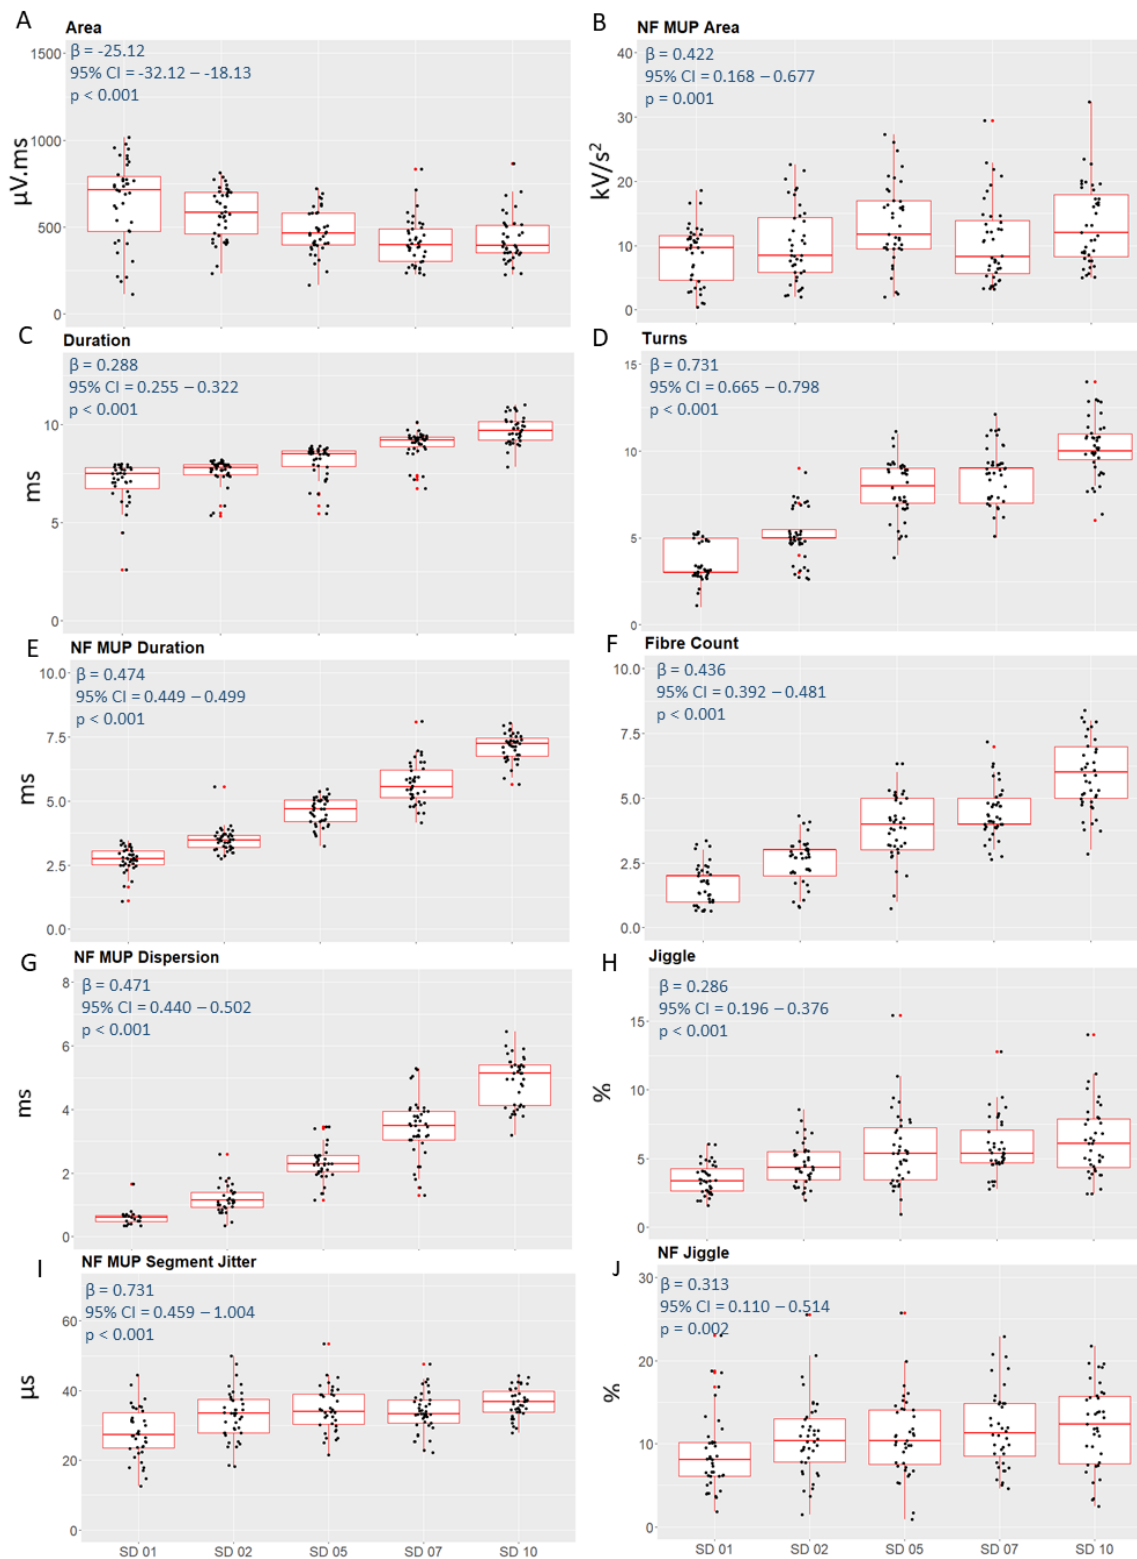 A
Area
β = -25.12
95% CI = -32.12 – -18.13
p < 0.001
1500
1000
500
0
μV.ms
B
NF MUP Area
β = 0.422
95% CI = 0.168 – 0.677
p = 0.001
40
30
20
10
0
kV/s²
C
Duration
β = 0.288
95% CI = 0.255 – 0.322
p < 0.001
10
5
0
ms
D
Turns
β = 0.731
95% CI = 0.665 – 0.798
p < 0.001
15
10
5
0
E
NF MUP Duration
β = 0.474
95% CI = 0.449 – 0.499
p < 0.001
10.0
7.5
5.0
2.5
0.0
ms
F
Fibre Count
β = 0.436
95% CI = 0.392 – 0.481
p < 0.001
10.0
7.5
5.0
2.5
0.0
G
NF MUP Dispersion
β = 0.471
95% CI = 0.440 – 0.502
p < 0.001
8
6
4
2
0
ms
H
Jiggle
β = 0.286
95% CI = 0.196 – 0.376
p < 0.001
15
10
5
0
%
I
NF MUP Segment Jitter
β = 0.731
95% CI = 0.459 – 1.004
p < 0.001
60
40
20
0
μs
SD 01 SD 02 SD 05 SD 07 SD 10
J
NF Jiggle
β = 0.313
95% CI = 0.110 – 0.514
p = 0.002
30
20
10
0
%
SD 01 SD 02 SD 05 SD 07 SD 10